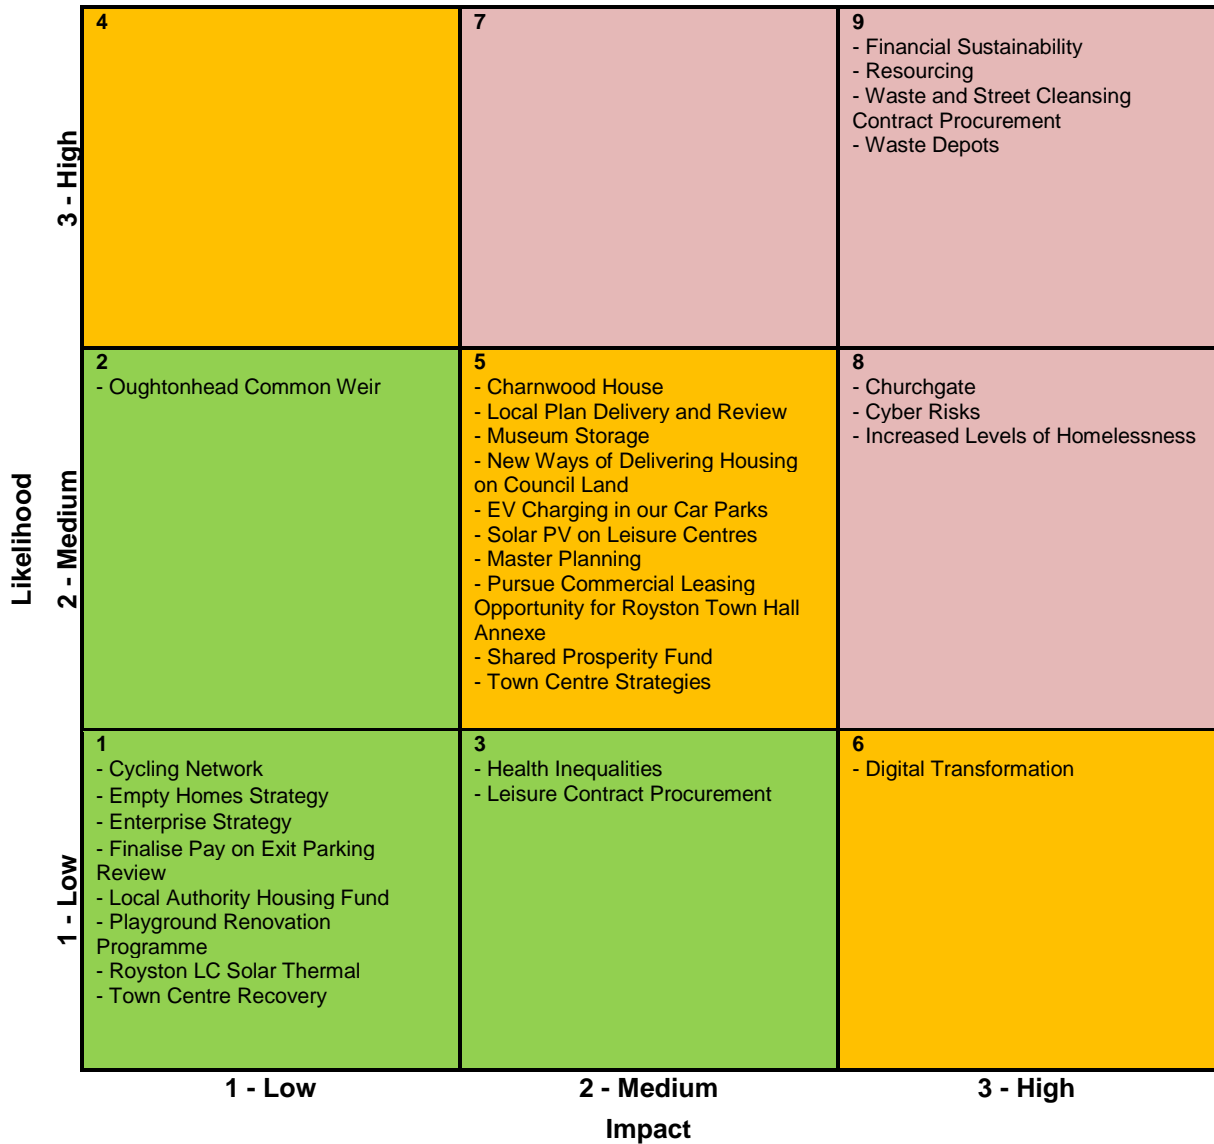 4
7
9
- Financial Sustainability
- Resourcing
- Waste and Street Cleansing
Contract Procurement
- Waste Depots
3 - High
2
- Oughtonhead Common Weir
5
- Charnwood House
- Local Plan Delivery and Review
- Museum Storage
- New Ways of Delivering Housing
on Council Land
- EV Charging in our Car Parks
- Solar PV on Leisure Centres
- Master Planning
- Pursue Commercial Leasing
Opportunity for Royston Town Hall
Annexe
- Shared Prosperity Fund
- Town Centre Strategies
8
- Churchgate
- Cyber Risks
- Increased Levels of Homelessness
Likelihood
2 - Medium
1
- Cycling Network
- Empty Homes Strategy
- Enterprise Strategy
- Finalise Pay on Exit Parking
Review
- Local Authority Housing Fund
- Playground Renovation
Programme
- Royston LC Solar Thermal
- Town Centre Recovery
3
- Health Inequalities
- Leisure Contract Procurement
6
- Digital Transformation
1 - Low
1 - Low
2 - Medium
3 - High
Impact